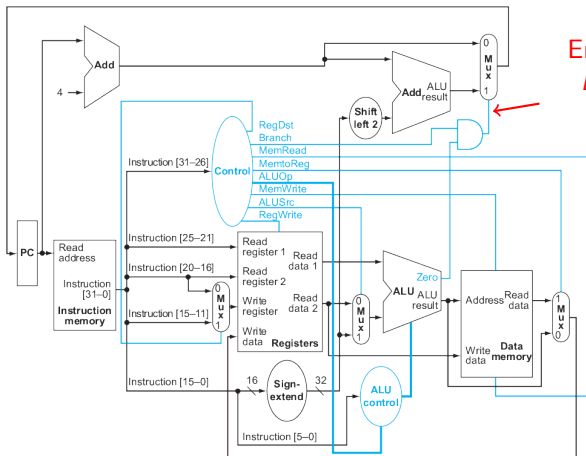 0
M
u
x
1
Add
4
Add
ALU
result
Shift
left 2
RegDst
Branch
MemRead
MemtoReg
ALUOp
MemWrite
ALUSrc
RegWrite
Control
Instruction [31–26]
PC
Read
address
Instruction
[31–0]
Instruction
memory
Instruction [25–21]
Instruction [20–16]
Instruction [15–11]
0
M
u
x
1
Read
register 1
Read
register 2
Write
register
Write
data
Read
data 1
Read
data 2
Registers
0
M
u
x
1
Zero
ALU
ALU
result
Address
Read
data
Write
data
Data
memory
1
M
u
x
0
Instruction [15–0]
16
Sign-
extend
32
ALU
control
Instruction [5–0]